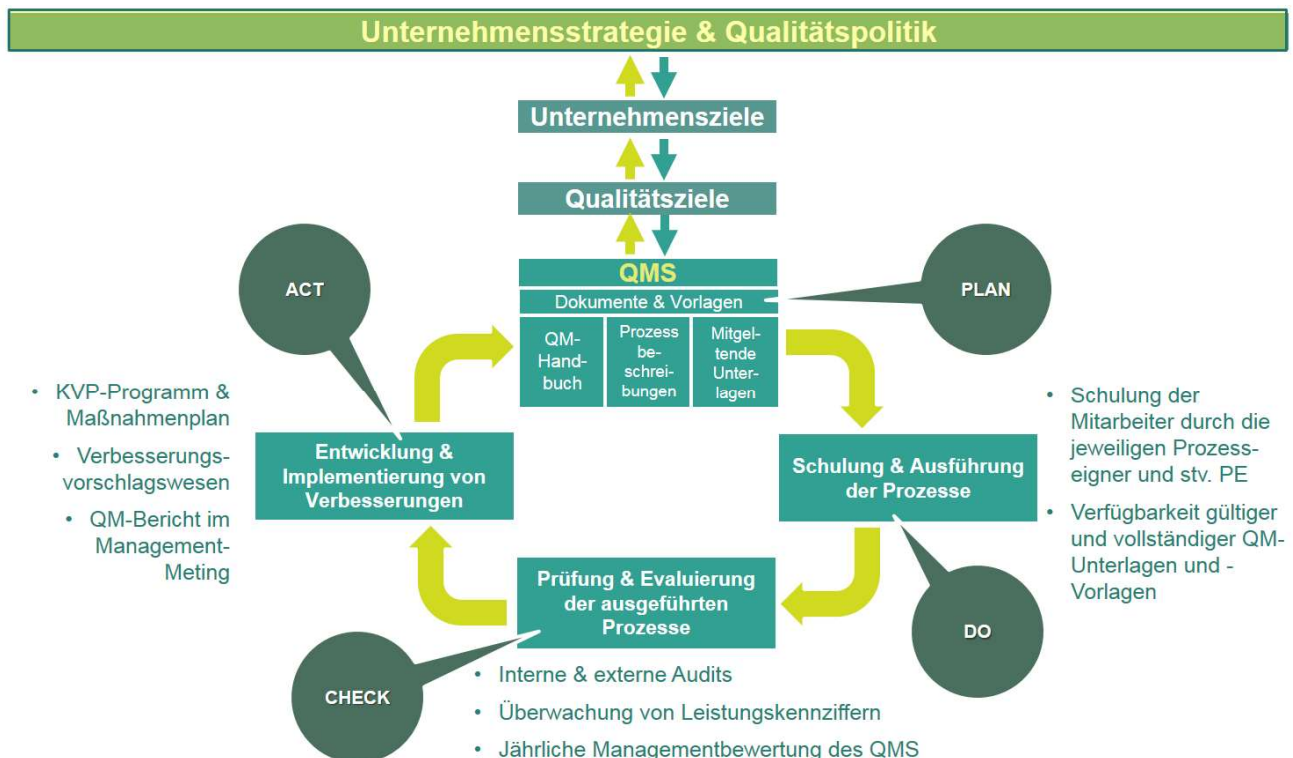 Unternehmensstrategie & Qualitätspolitik
Unternehmensziele
Qualitätsziele
QMS
Dokumente & Vorlagen
QM-
Hand-
buch
Prozess
be-
schrei-
bungen
Mitgel-
tende
Unter-
lagen
PLAN
Schulung & Ausführung
der Prozesse
• Schulung der
Mitarbeiter durch die
jeweiligen Prozess-
eigner und stv. PE
• Verfügbarkeit gültiger
und vollständiger QM-
Unterlagen und -
Vorlagen
DO
Prüfung & Evaluierung
der ausgeführten
Prozesse
CHECK
• Interne & externe Audits
• Überwachung von Leistungskennziffern
• Jährliche Managementbewertung des QMS
ACT
Entwicklung &
Implementierung von
Verbesserungen
• KVP-Programm &
Maßnahmenplan
• Verbesserungs-
vorschlagswesen
• QM-Bericht im
Management-
Meting